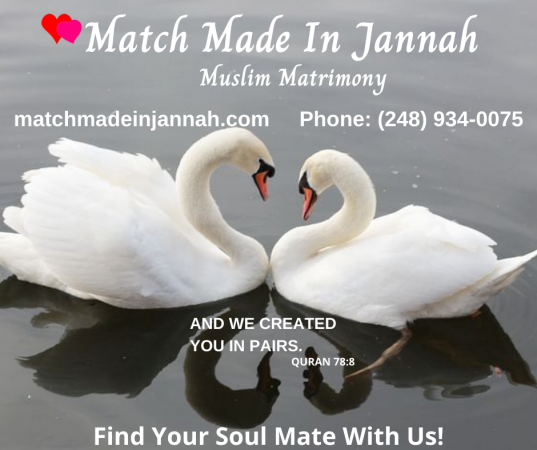 Match Made In Jannah
Muslim Matrimony
matchmadeinjannah.com Phone: (248) 934-0075
AND WE CREATED
YOU IN PAIRS.
QURAN 78:8
Find Your Soul Mate With Us!